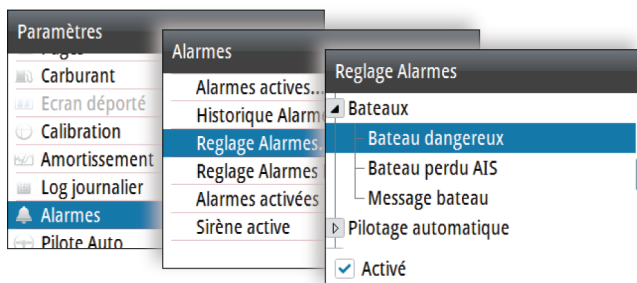 Paramètres
Carburant
Ecran déporté
Calibration
Amortissement
Log journalier
Alarmes
Pilote Auto
Alarmes
Alarmes actives...
Historique Alarm
Reglage Alarmes.
Reglage Alarmes
Alarmes activées
Sirène active
Reglage Alarmes
Bateaux
Bateau dangereux
Bateau perdu AIS
Message bateau
Pilotage automatique
Activé